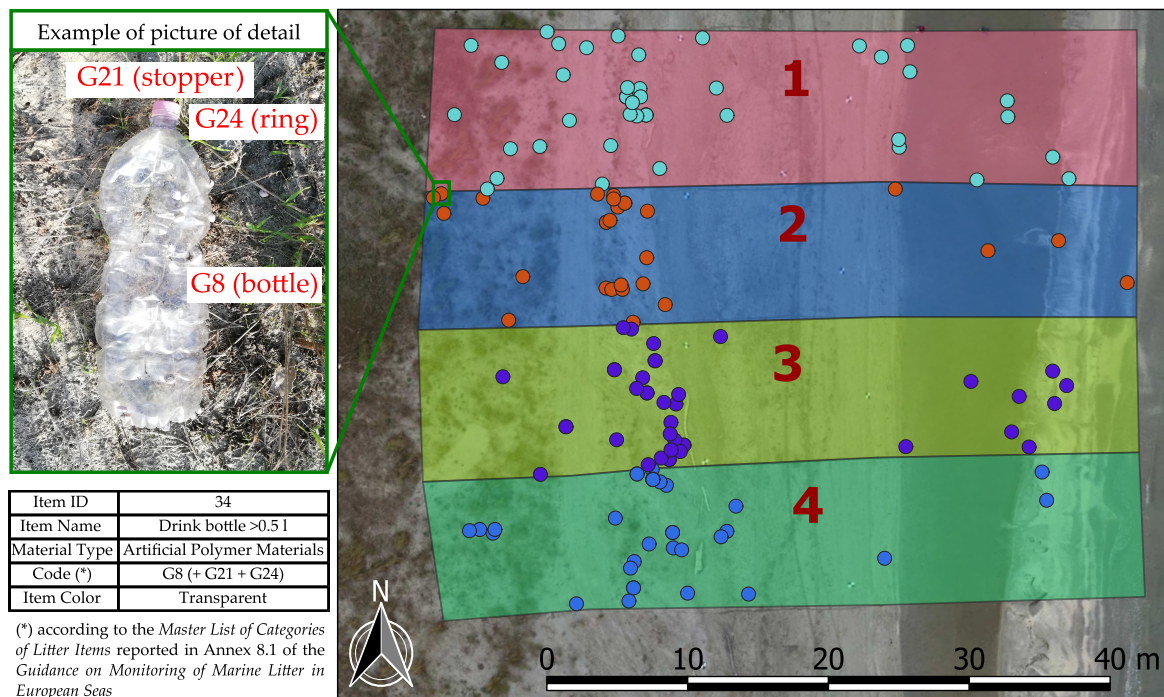 Example of picture of detail
G21 (stopper)
G24 (ring)
G8 (bottle)
Item ID 34
Item Name Drink bottle >0.5 l
Material Type Artificial Polymer Materials
Code (*) G8 (+ G21 + G24)
Item Color Transparent
(*) according to the Master List of Categories
of Litter Items reported in Annex 8.1 of the
Guidance on Monitoring of Marine Litter in
European Seas
1
2
3
4
N
0 10 20 30 40 m